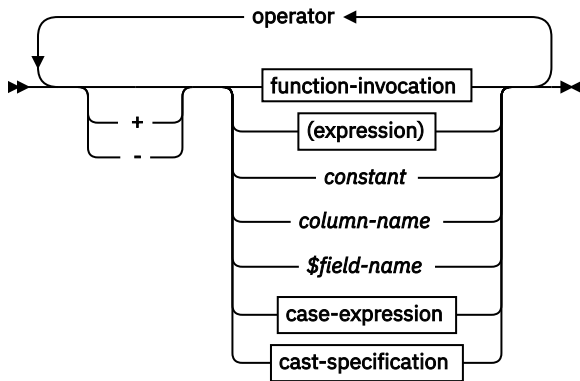 operator
function-invocation
+
(expression)
-
constant
column-name
$field-name
case-expression
cast-specification